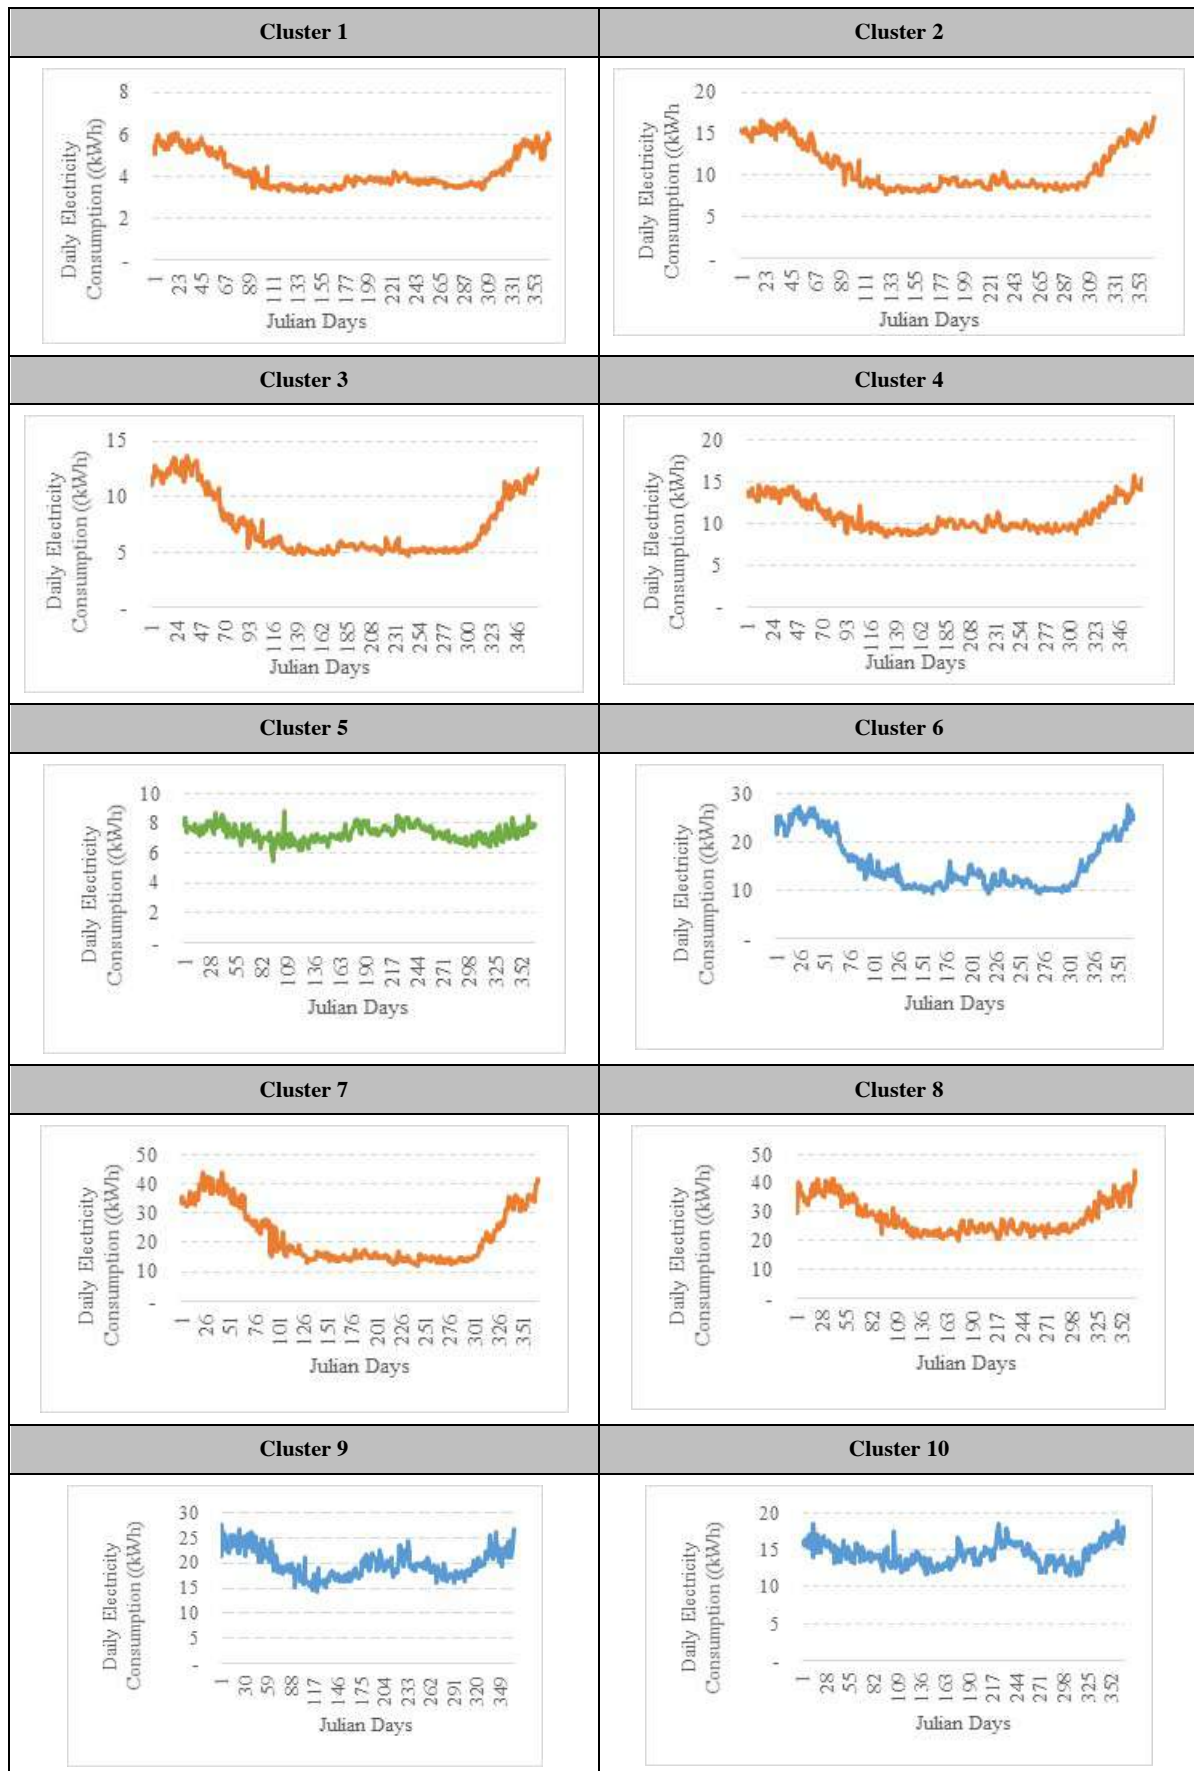 Cluster 1
Cluster 2
Daily Electricity
Consumption ((kWh)
8
6
4
2
-
1 23 45 67 89 111 133 155 177 199 221 243 265 287 309 331 353
Julian Days
Daily Electricity
Consumption ((kWh
20
15
10
5
-
1 23 45 67 89 111 133 155 177 199 221 243 265 287 309 331 353
Julian Days
Cluster 3
Cluster 4
Daily Electricity
Consumption ((kWh)
15
10
5
-
1 24 47 70 93 116 139 162 185 208 231 254 277 300 323 346
Julian Days
Daily Electricity
Consumption (kWh)
20
15
10
5
-
1 24 47 70 93 116 139 162 185 208 231 254 277 300 323 346
Julian Days
Cluster 5
Cluster 6
Daily Electricity
Consumption ((kWh)
10
8
6
4
2
-
1 28 55 82 109 136 163 190 217 244 271 298 325 352
Julian Days
Daily Electricity
Consumption ((kWh)
30
20
10
-
1 26 51 76 101 126 151 176 201 226 251 276 301 326 351
Julian Days
Cluster 7
Cluster 8
Daily Electricity
Consumption ((kWh)
50
40
30
20
10
-
1 26 51 76 101 126 151 176 201 226 251 276 301 326 351
Julian Days
Daily Electricity
Consumption ((kWh)
50
40
30
20
10
-
1 28 55 82 109 136 163 190 217 244 271 298 325 352
Julian Days
Cluster 9
Cluster 10
Daily Electricity
Consumption ((kWh)
30
25
20
15
10
5
-
1 30 59 88 117 146 175 204 233 262 291 320 349
Julian Days
Daily Electricity
Consumption ((kWh)
20
15
10
5
-
1 28 55 82 109 136 163 190 217 244 271 298 325 352
Julian Days